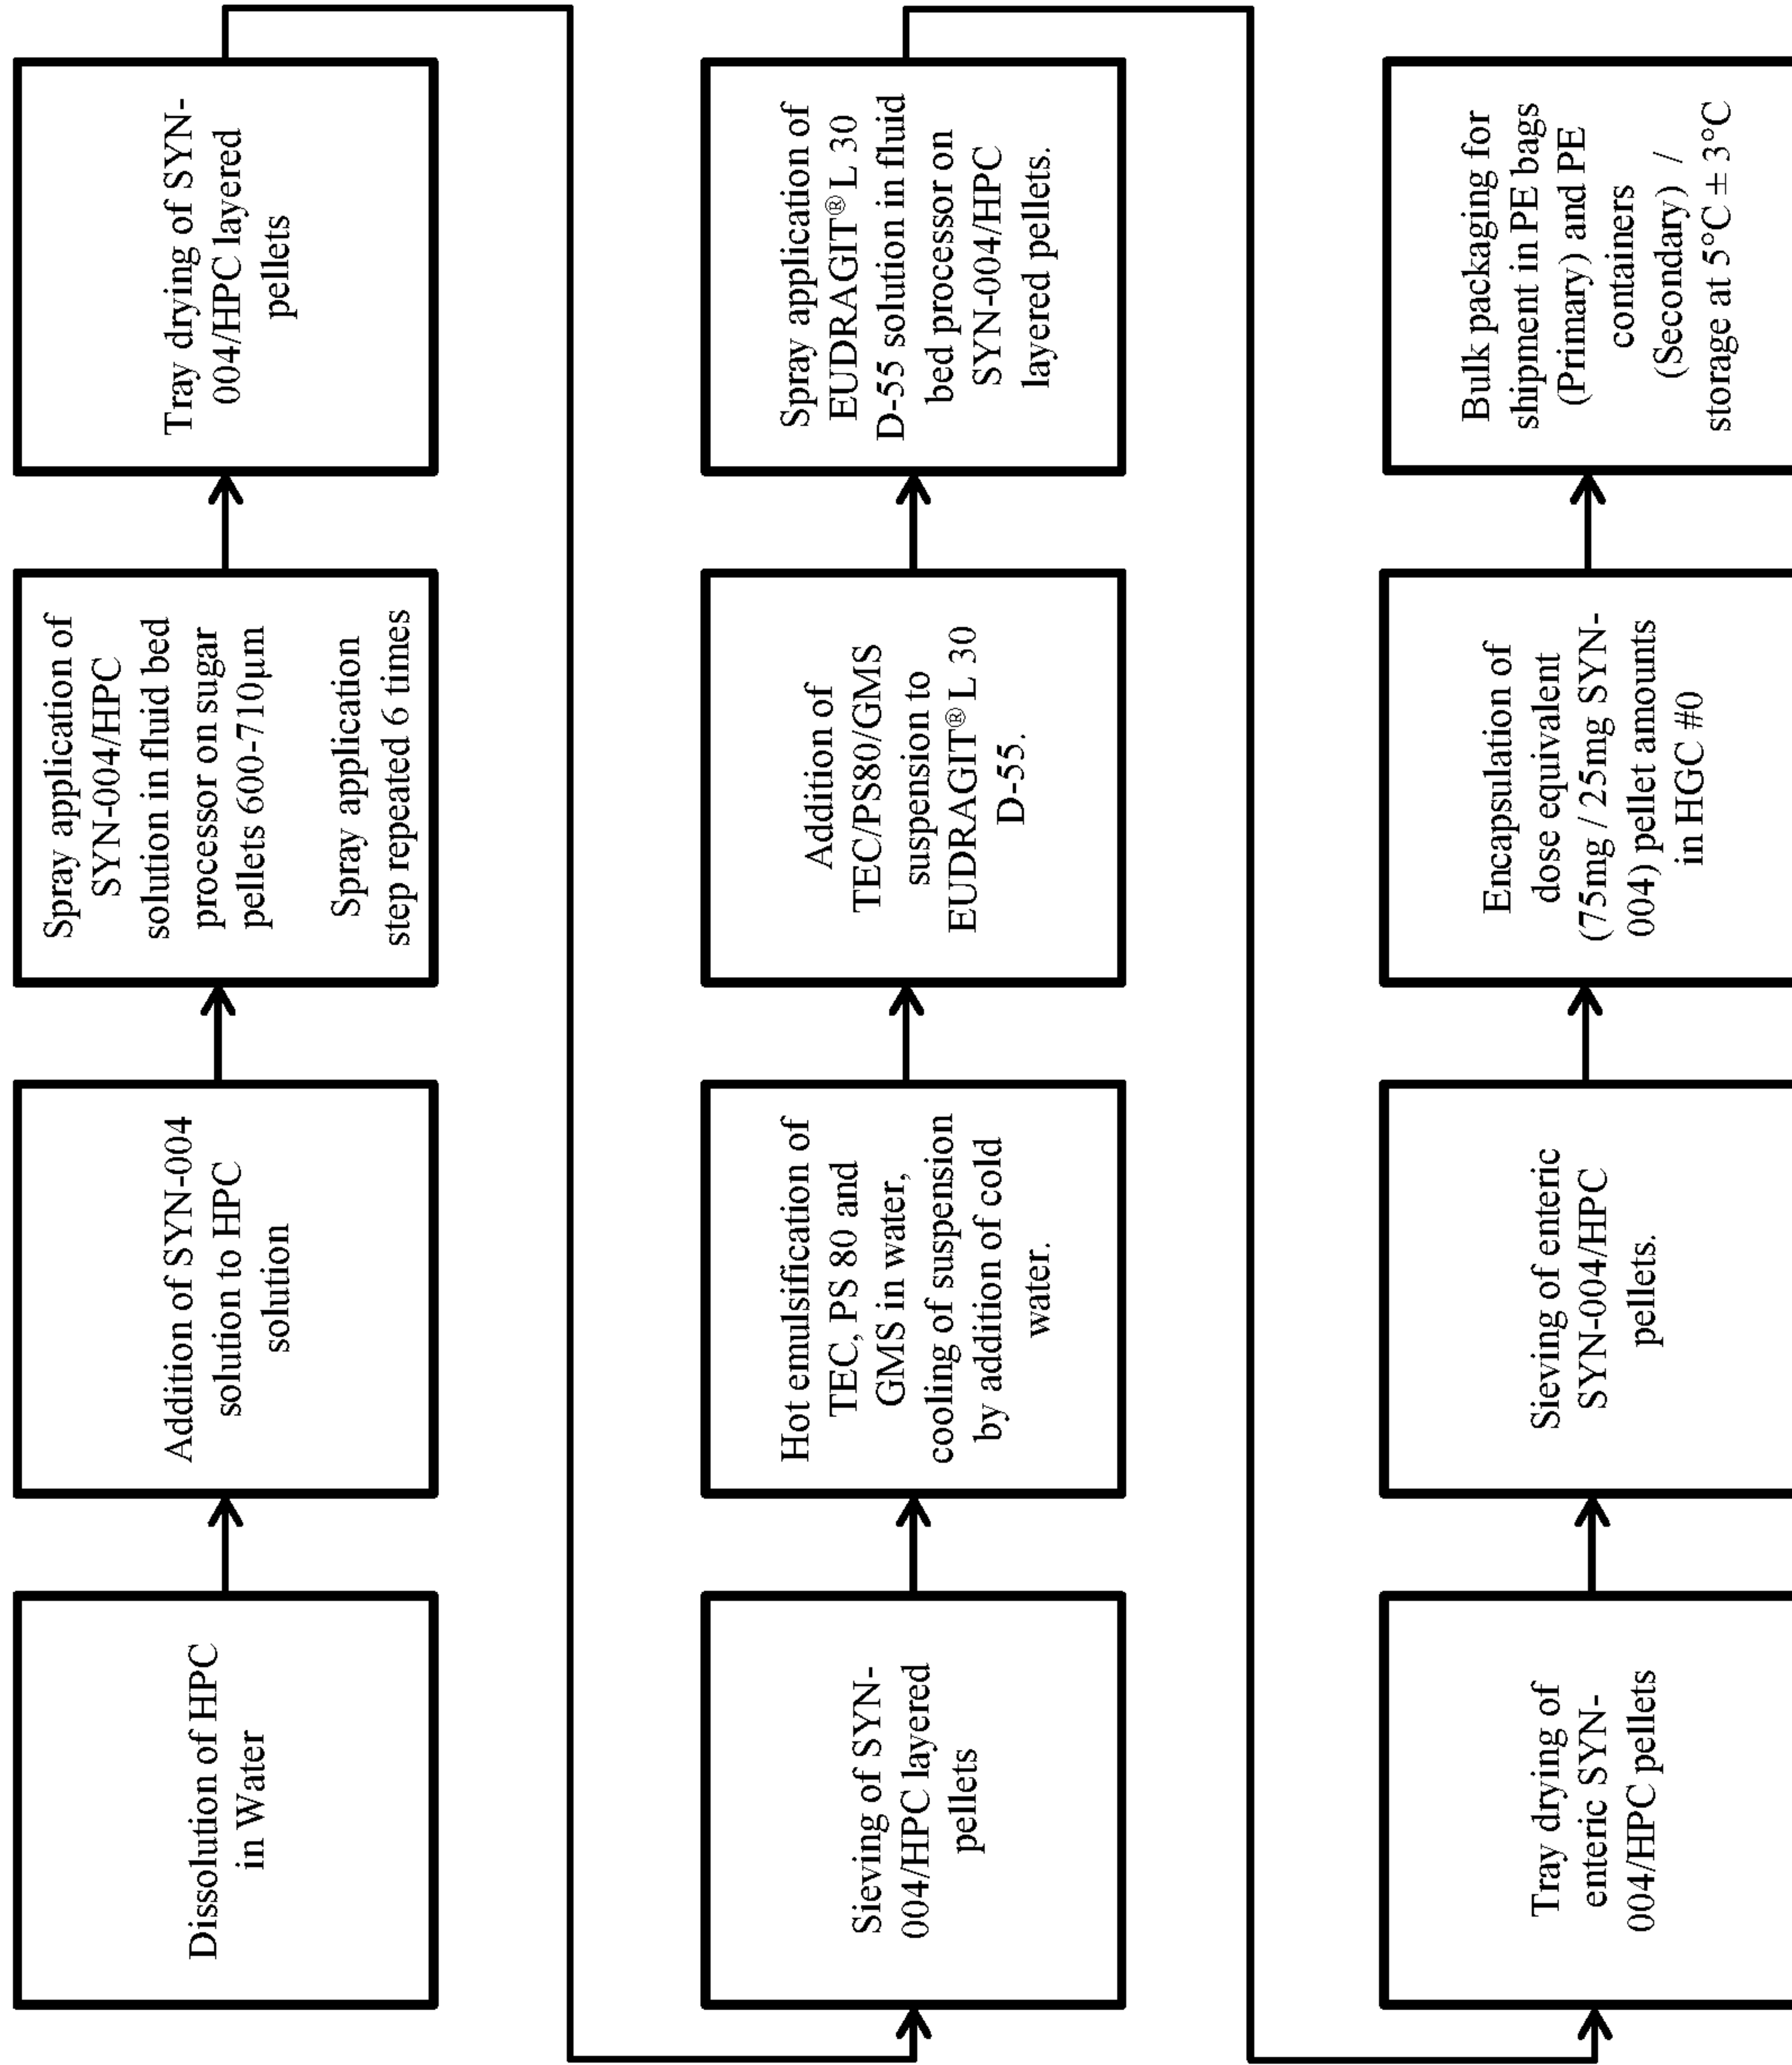 Dissolution of HPC
in Water
Addition of SYN-004
solution to HPC
solution
Spray application of
SYN-004/HPC
solution in fluid bed
processor on sugar
pellets 600-710µm
Spray application
step repeated 6 times
Tray drying of SYN-
004/HPC layered
pellets
Sieving of SYN-
004/HPC layered
pellets
Hot emulsification of
TEC, PS 80 and
GMS in water,
cooling of suspension
by addition of cold
water.
Addition of
TEC/PS80/GMS
suspension to
EUDRAGIT® L 30
D-55.
Spray application of
EUDRAGIT® L 30
D-55 solution in fluid
bed processor on
SYN-004/HPC
layered pellets.
Tray drying of
enteric SYN-
004/HPC pellets
Sieving of enteric
SYN-004/HPC
pellets.
Encapsulation of
dose equivalent
(75mg / 25mg SYN-
004) pellet amounts
in HGC #0
Bulk packaging for
shipment in PE bags
(Primary) and PE
containers
(Secondary) /
storage at 5°C ± 3°C